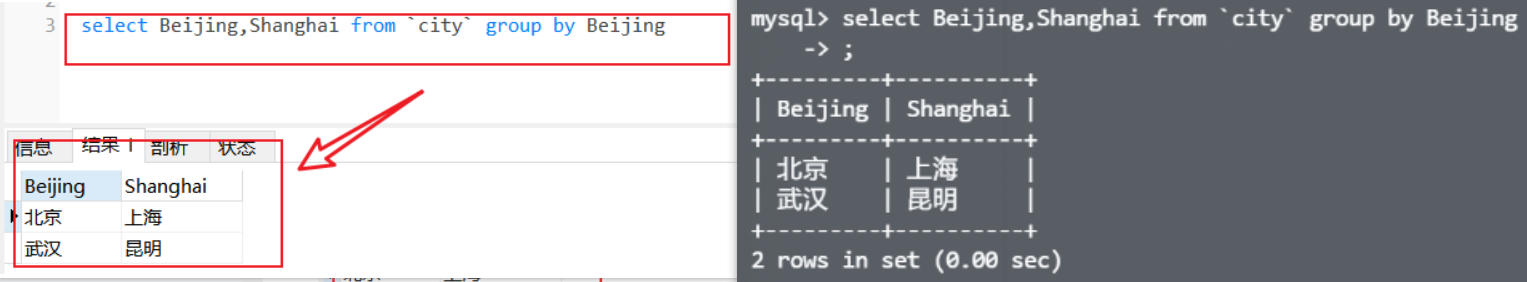 3 select Beijing,Shanghai from `city` group by Beijing
信息 结果 1 剖析 状态
Beijing Shanghai
北京 上海
武汉 昆明
mysql> select Beijing,Shanghai from `city` group by Beijing
    -> ;
+---------+----------+
| Beijing | Shanghai |
+---------+----------+
| 北京 | 上海 |
| 武汉 | 昆明 |
+---------+----------+
2 rows in set (0.00 sec)